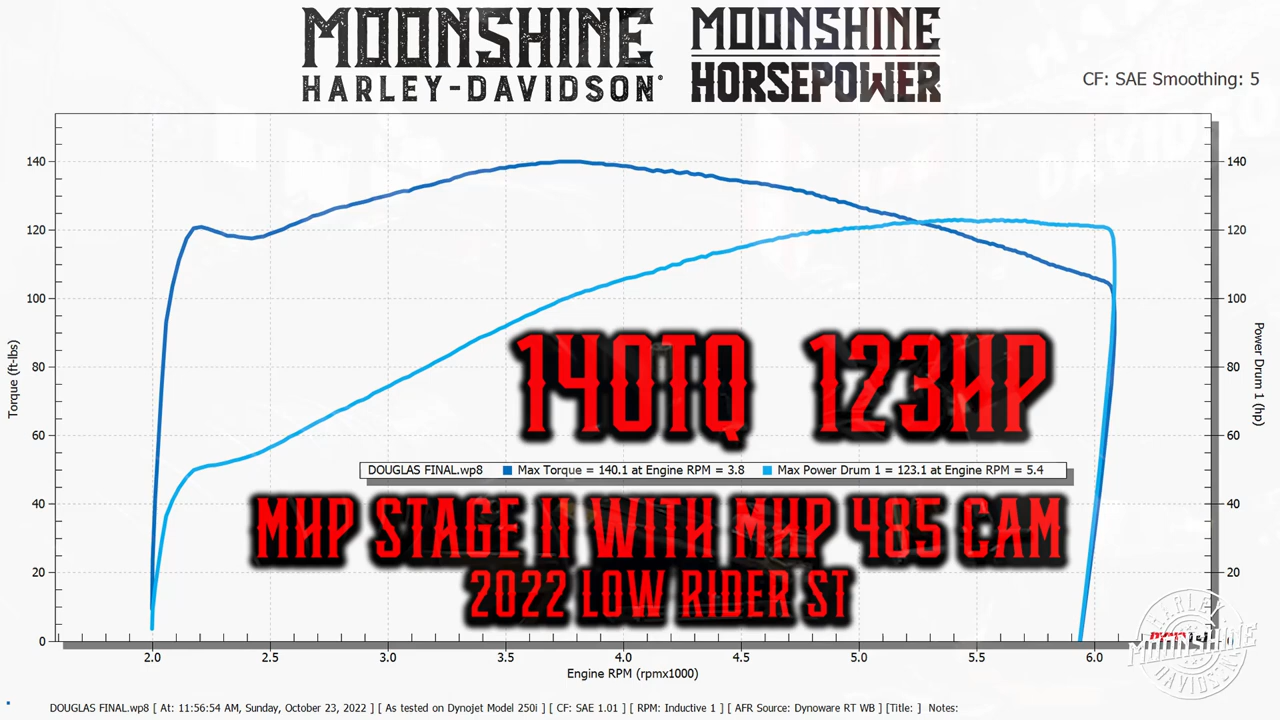 MOONSHINE
HARLEY-DAVIDSON
MOONSHINE
HORSEPOWER
CF: SAE Smoothing: 5
140
120
100
80
60
40
20
0
Torque (ft-lbs)
140
120
100
80
60
40
20
Power Drum 1 (hp)
140TQ 123HP
DOUGLAS FINAL.wp8 Max Torque = 140.1 at Engine RPM = 3.8 Max Power Drum 1 = 123.1 at Engine RPM = 5.4
MHP STAGE II WITH MHP 485 CAM
2022 LOW RIDER ST
2.0 2.5 3.0 3.5 4.0 4.5 5.0 5.5 6.0
Engine RPM (rpmx1000)
HARLEY
MOONSHINE
DAVIDSON
DOUGLAS FINAL.wp8 [ At: 11:56:54 AM, Sunday, October 23, 2022 ] [ As tested on Dynojet Model 250i ] [ CF: SAE 1.01 ] [ RPM: Inductive 1 ] [ AFR Source: Dynoware RT WB ] [Title: ] Notes: